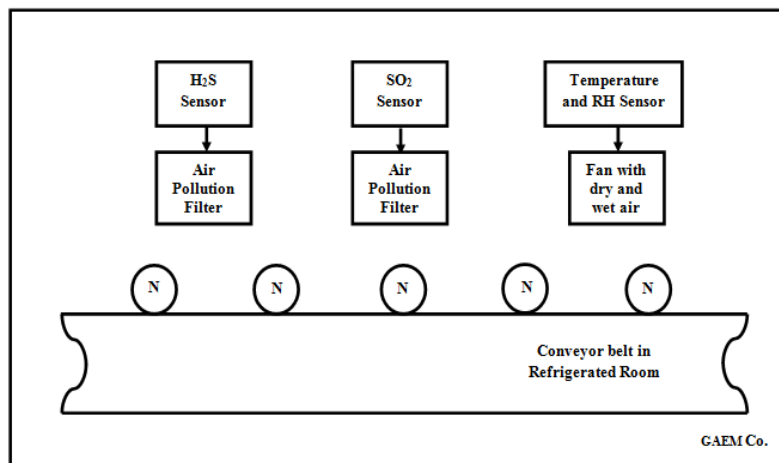 H₂S
Sensor
SO₂
Sensor
Temperature
and RH Sensor
Air
Pollution
Filter
Air
Pollution
Filter
Fan with
dry and
wet air
N
N
N
N
N
Conveyor belt in
Refrigerated Room
GAEM Co.